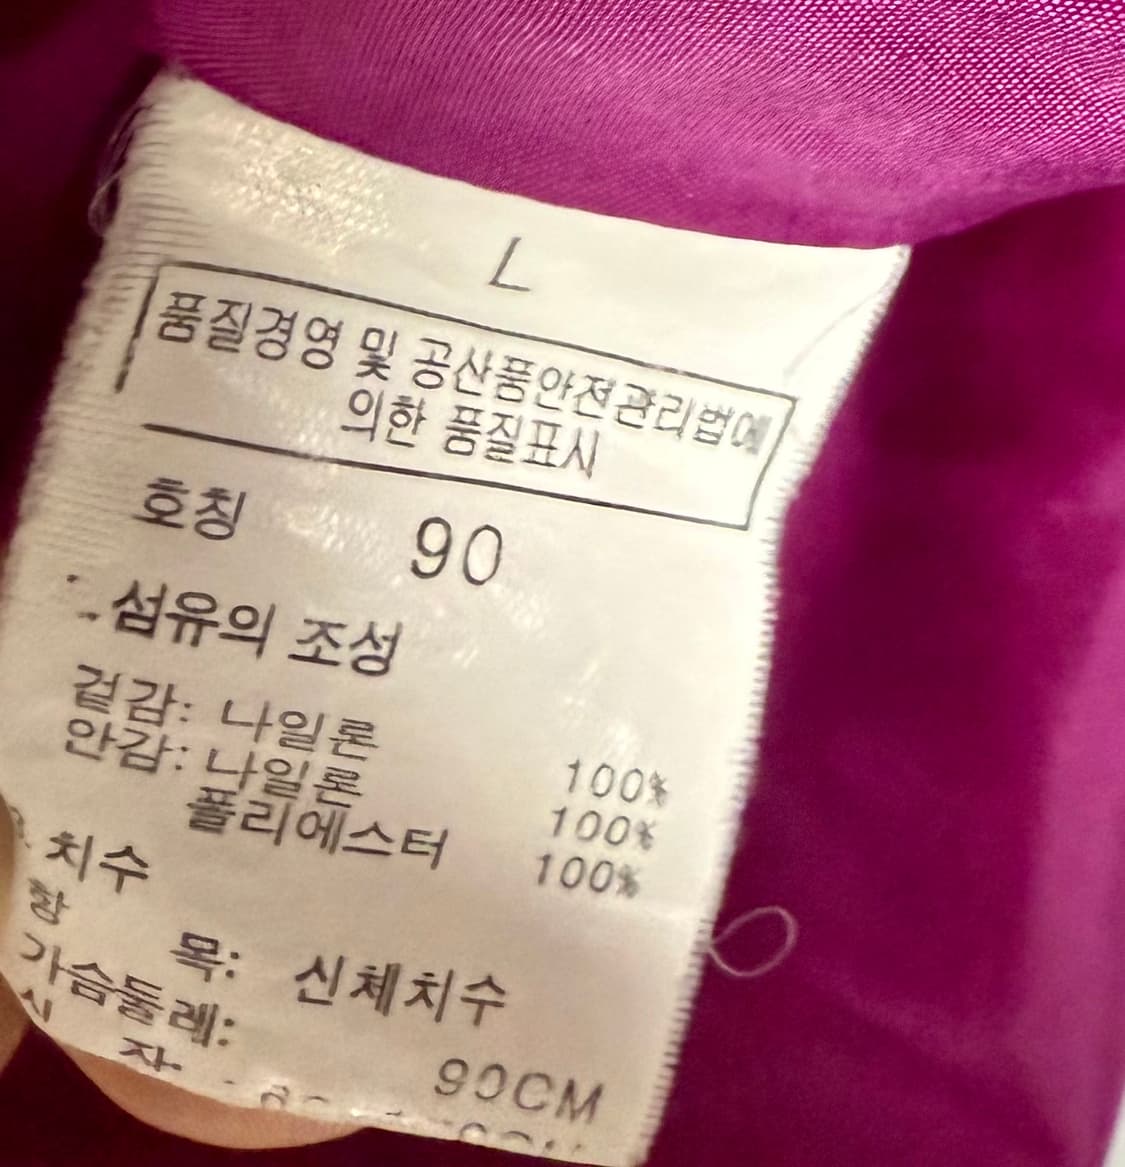 L
품질경영 및 공산품안전관리법에
의한 품질표시
호칭 90
섬유의 조성
겉감: 나일론 100%
안감: 나일론 100%
폴리에스터 100%
치수
항 목: 신체치수
가슴둘레: 90CM
신 장: